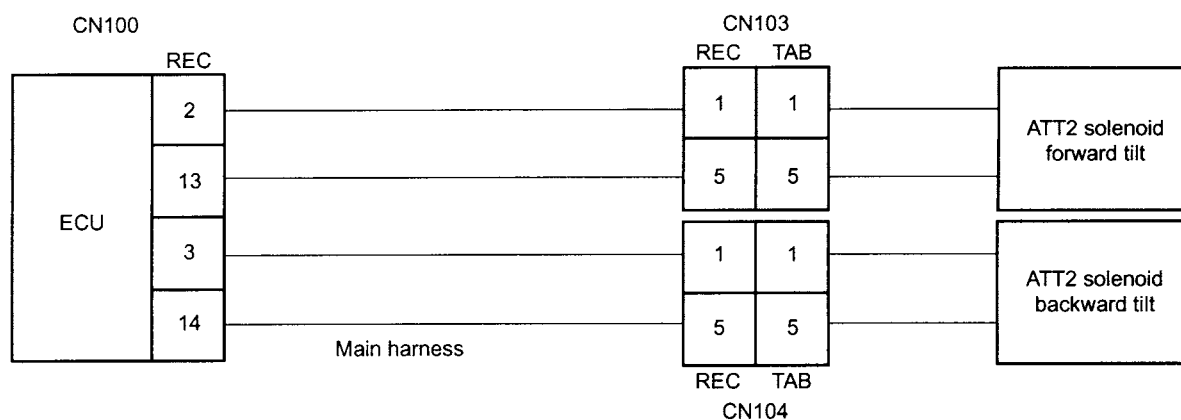 CN100
CN103
REC
REC TAB
2
1 1
ATT2 solenoid
forward tilt
13
5 5
ECU
3
1 1
ATT2 solenoid
backward tilt
14
5 5
Main harness
REC TAB
CN104